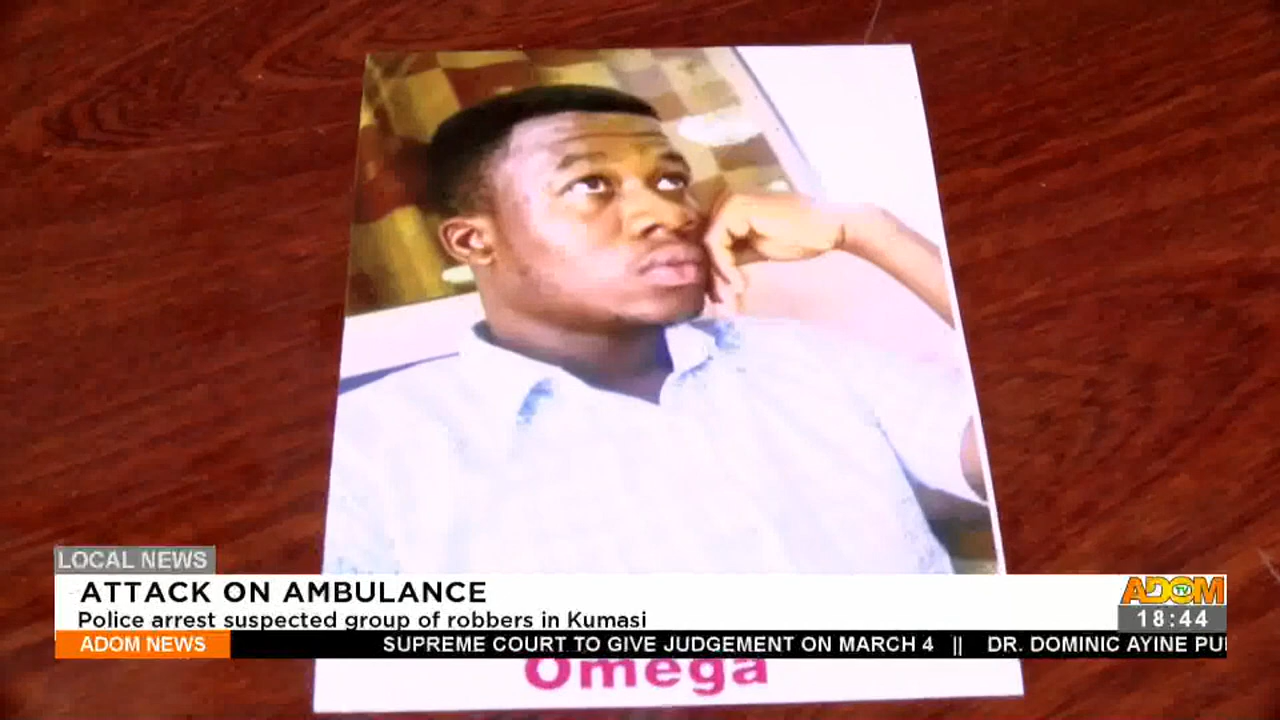 LOCAL NEWS
ATTACK ON AMBULANCE
Police arrest suspected group of robbers in Kumasi
ADOM TV
18:44
ADOM NEWS
SUPREME COURT TO GIVE JUDGEMENT ON MARCH 4 || DR. DOMINIC AYINE PU
Omega